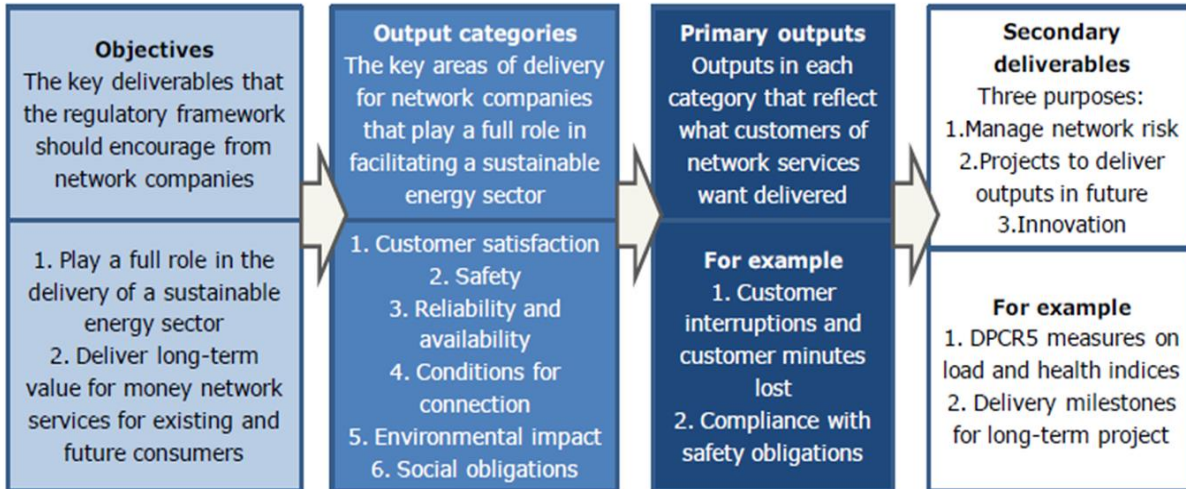 Objectives
The key deliverables that
the regulatory framework
should encourage from
network companies
1. Play a full role in the
delivery of a sustainable
energy sector
2. Deliver long-term
value for money network
services for existing and
future consumers
Output categories
The key areas of delivery
for network companies
that play a full role in
facilitating a sustainable
energy sector
1. Customer satisfaction
2. Safety
3. Reliability and
availability
4. Conditions for
connection
5. Environmental impact
6. Social obligations
Primary outputs
Outputs in each
category that reflect
what customers of
network services
want delivered
For example
1. Customer
interruptions and
customer minutes
lost
2. Compliance with
safety obligations
Secondary
deliverables
Three purposes:
1.Manage network risk
2.Projects to deliver
outputs in future
3.Innovation
For example
1. DPCR5 measures on
load and health indices
2. Delivery milestones
for long-term project